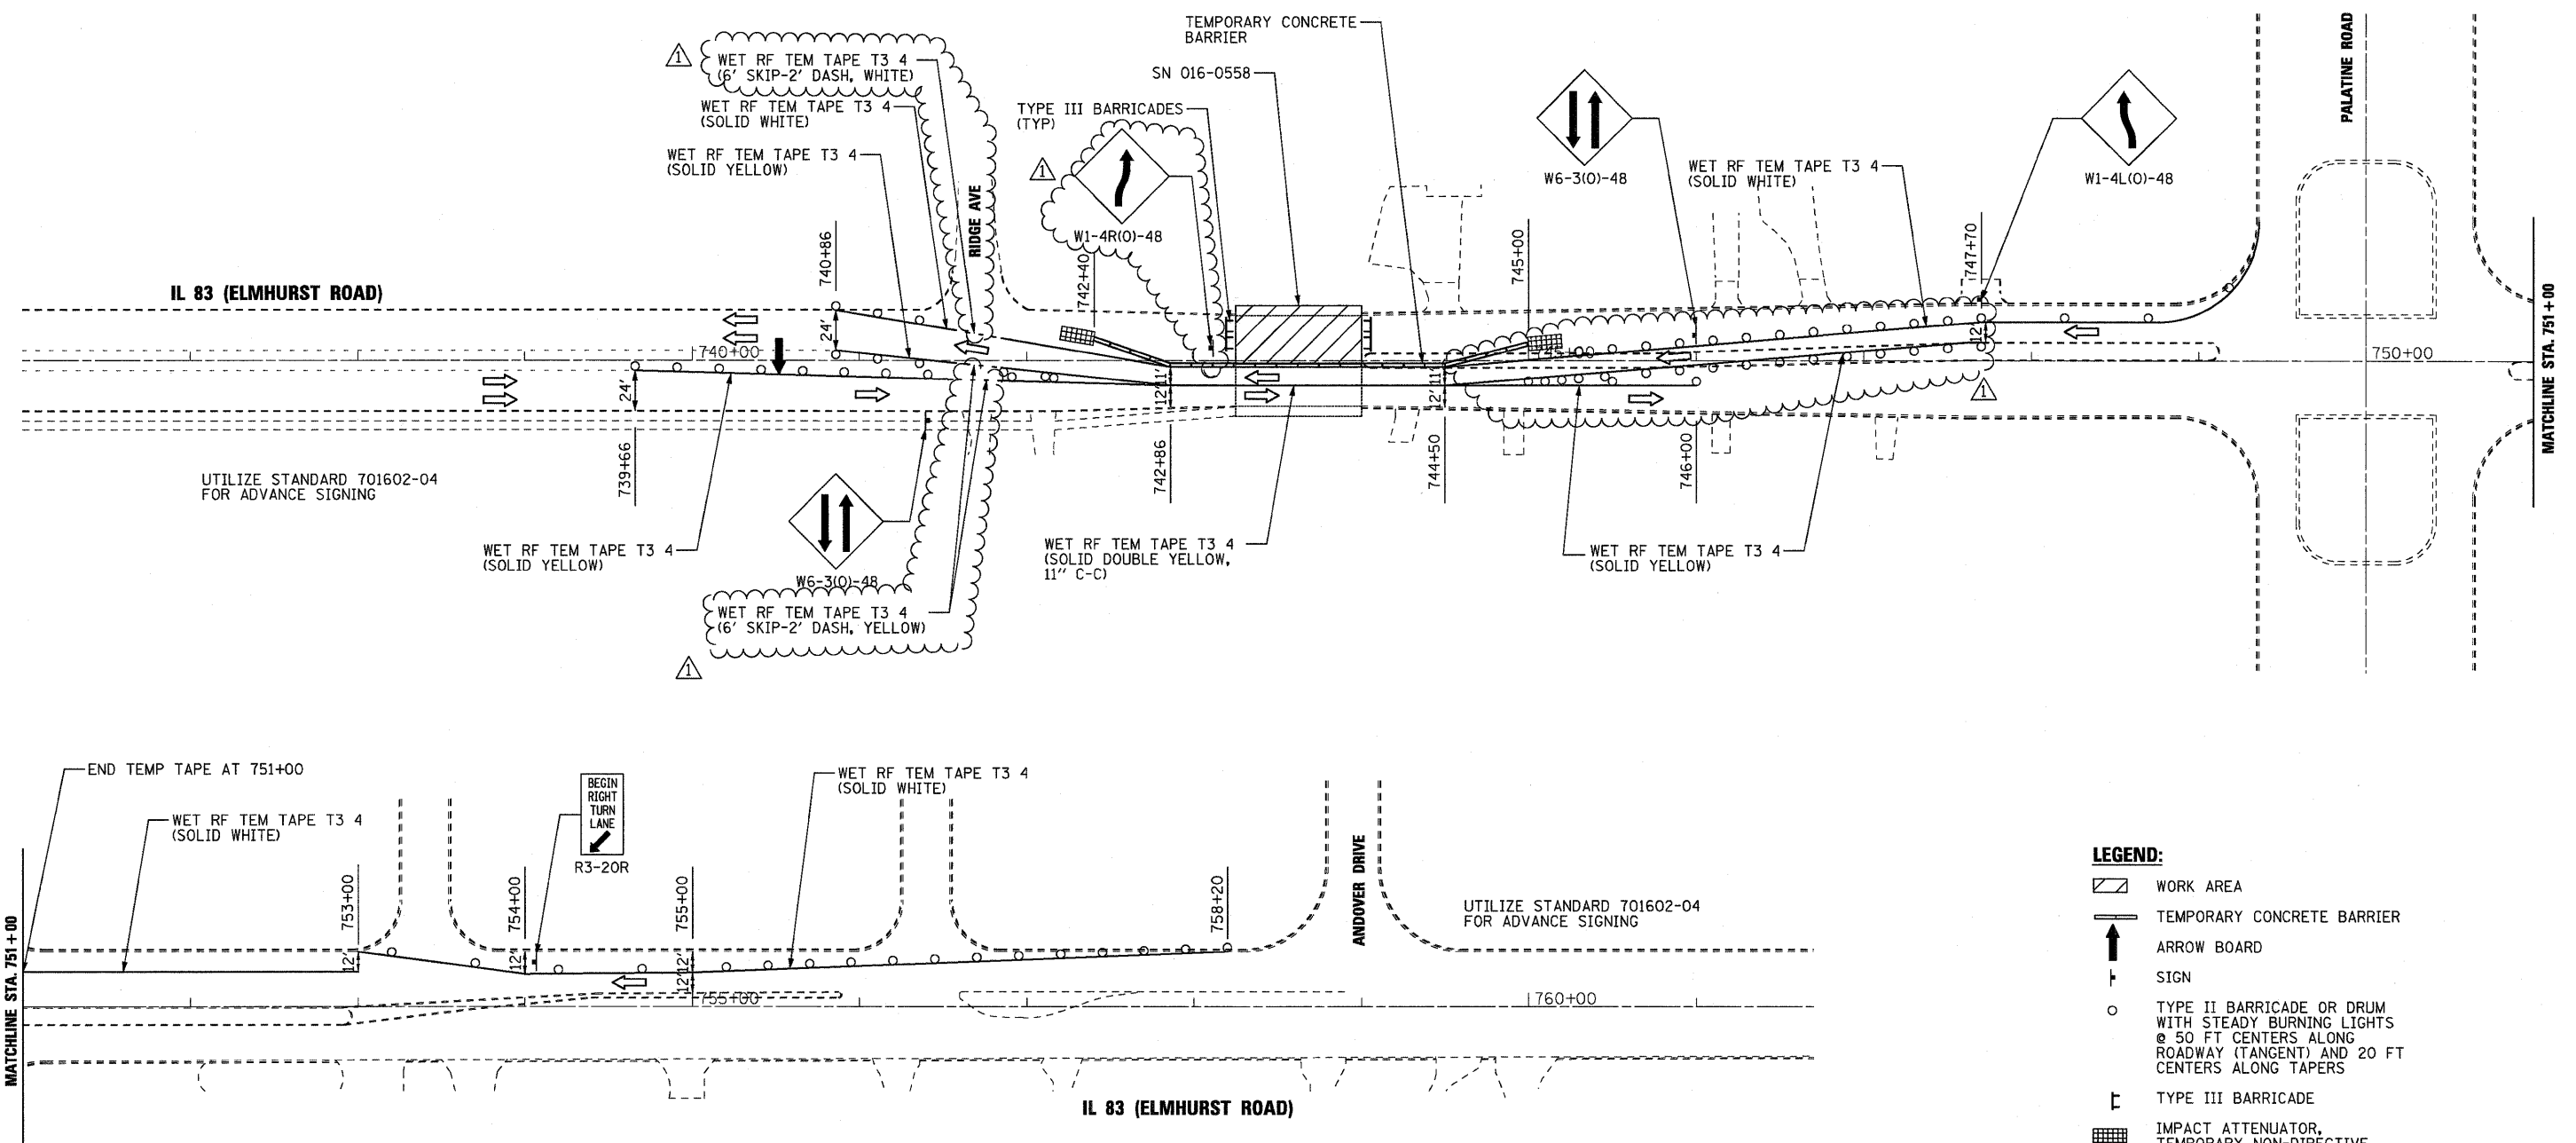 TEMPORARY CONCRETE
BARRIER
SN 016-0558
1
WET RF TEM TAPE T3 4
(6' SKIP-2' DASH, WHITE)
WET RF TEM TAPE T3 4
(SOLID WHITE)
WET RF TEM TAPE T3 4
(SOLID YELLOW)
TYPE III BARRICADES
(TYP)
1
W1-4R(O)-48
RIDGE AVE
W6-3(O)-48
WET RF TEM TAPE T3 4
(SOLID WHITE)
W1-4L(O)-48
PALATINE ROAD
IL 83 (ELMHURST ROAD)
740+86
742+40
745+00
747+70
24'
740+00
745+00
12'
750+00
24'
11'
12'
11'
12'
1
739+66
742+86
744+50
746+00
MATCHLINE STA. 751+00
UTILIZE STANDARD 701602-04
FOR ADVANCE SIGNING
WET RF TEM TAPE T3 4
(SOLID YELLOW)
W6-3(O)-48
WET RF TEM TAPE T3 4
(6' SKIP-2' DASH, YELLOW)
1
WET RF TEM TAPE T3 4
(SOLID DOUBLE YELLOW,
11" C-C)
WET RF TEM TAPE T3 4
(SOLID YELLOW)
END TEMP TAPE AT 751+00
WET RF TEM TAPE T3 4
(SOLID WHITE)
BEGIN
RIGHT
TURN
LANE
R3-20R
WET RF TEM TAPE T3 4
(SOLID WHITE)
753+00
754+00
755+00
758+20
ANDOVER DRIVE
UTILIZE STANDARD 701602-04
FOR ADVANCE SIGNING
MATCHLINE STA. 751+00
12'
12'
12'
12'
755+00
760+00
IL 83 (ELMHURST ROAD)
LEGEND:
WORK AREA
TEMPORARY CONCRETE BARRIER
ARROW BOARD
SIGN
TYPE II BARRICADE OR DRUM
WITH STEADY BURNING LIGHTS
@ 50 FT CENTERS ALONG
ROADWAY (TANGENT) AND 20 FT
CENTERS ALONG TAPERS
TYPE III BARRICADE
IMPACT ATTENUATOR,
TEMPORARY NON-DIRECTIVE